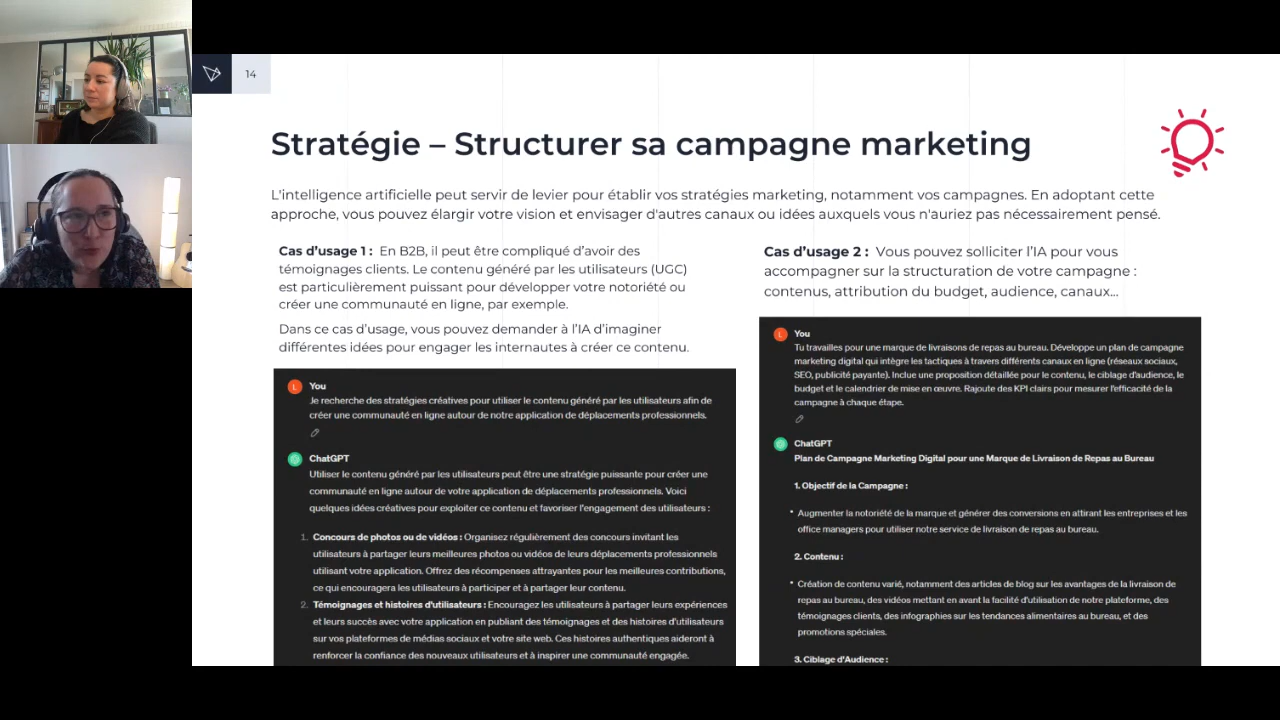 14
Stratégie – Structurer sa campagne marketing
L'intelligence artificielle peut servir de levier pour établir vos stratégies marketing, notamment vos campagnes. En adoptant cette
approche, vous pouvez élargir votre vision et envisager d'autres canaux ou idées auxquels vous n'auriez pas nécessairement pensé.
Cas d'usage 1 : En B2B, il peut être compliqué d'avoir des
témoignages clients. Le contenu généré par les utilisateurs (UGC)
est particulièrement puissant pour développer votre notoriété ou
créer une communauté en ligne, par exemple.
Dans ce cas d'usage, vous pouvez demander à l'IA d'imaginer
différentes idées pour engager les internautes à créer ce contenu.
L
You
Je recherche des stratégies créatives pour utiliser le contenu généré par les utilisateurs afin de
créer une communauté en ligne autour de notre application de déplacements professionnels.
ChatGPT
Utiliser le contenu généré par les utilisateurs peut être une stratégie puissante pour créer une
communauté en ligne autour de votre application de déplacements professionnels. Voici
quelques idées créatives pour exploiter ce contenu et favoriser l'engagement des utilisateurs :
1. Concours de photos ou de vidéos : Organisez régulièrement des concours invitant les
utilisateurs à partager leurs meilleures photos ou vidéos de leurs déplacements professionnels
utilisant votre application. Offrez des récompenses attrayantes pour les meilleures contributions,
ce qui encouragera les utilisateurs à participer et à partager leur contenu.
2. Témoignages et histoires d'utilisateurs : Encouragez les utilisateurs à partager leurs expériences
et leurs succès avec votre application en publiant des témoignages et des histoires d'utilisateurs
sur vos plateformes de médias sociaux et votre site web. Ces histoires authentiques aideront à
renforcer la confiance des nouveaux utilisateurs et à inspirer une communauté engagée.
Cas d'usage 2 : Vous pouvez solliciter l'IA pour vous
accompagner sur la structuration de votre campagne :
contenus, attribution du budget, audience, canaux...
L
You
Tu travailles pour une marque de livraisons de repas au bureau. Développe un plan de campagne
marketing digital qui intègre les tactiques à travers différents canaux en ligne (réseaux sociaux,
SEO, publicité payante). Inclue une proposition détaillée pour le contenu, le ciblage d'audience, le
budget et le calendrier de mise en œuvre. Rajoute des KPI clairs pour mesurer l'efficacité de la
campagne à chaque étape.
ChatGPT
Plan de Campagne Marketing Digital pour une Marque de Livraison de Repas au Bureau
1. Objectif de la Campagne :
• Augmenter la notoriété de la marque et générer des conversions en attirant les entreprises et les
office managers pour utiliser notre service de livraison de repas au bureau.
2. Contenu :
• Création de contenu varié, notamment des articles de blog sur les avantages de la livraison de
repas au bureau, des vidéos mettant en avant la facilité d'utilisation de notre plateforme, des
témoignages clients, des infographies sur les tendances alimentaires au bureau, et des
promotions spéciales.
3. Ciblage d'Audience :